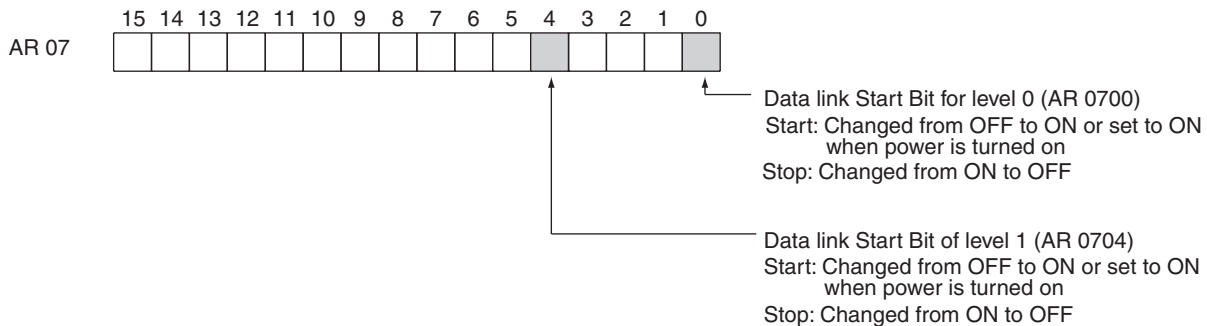 15 14 13 12 11 10 9 8 7 6 5 4 3 2 1 0
AR 07
Data link Start Bit for level 0 (AR 0700)
Start: Changed from OFF to ON or set to ON
when power is turned on
Stop: Changed from ON to OFF
Data link Start Bit of level 1 (AR 0704)
Start: Changed from OFF to ON or set to ON
when power is turned on
Stop: Changed from ON to OFF